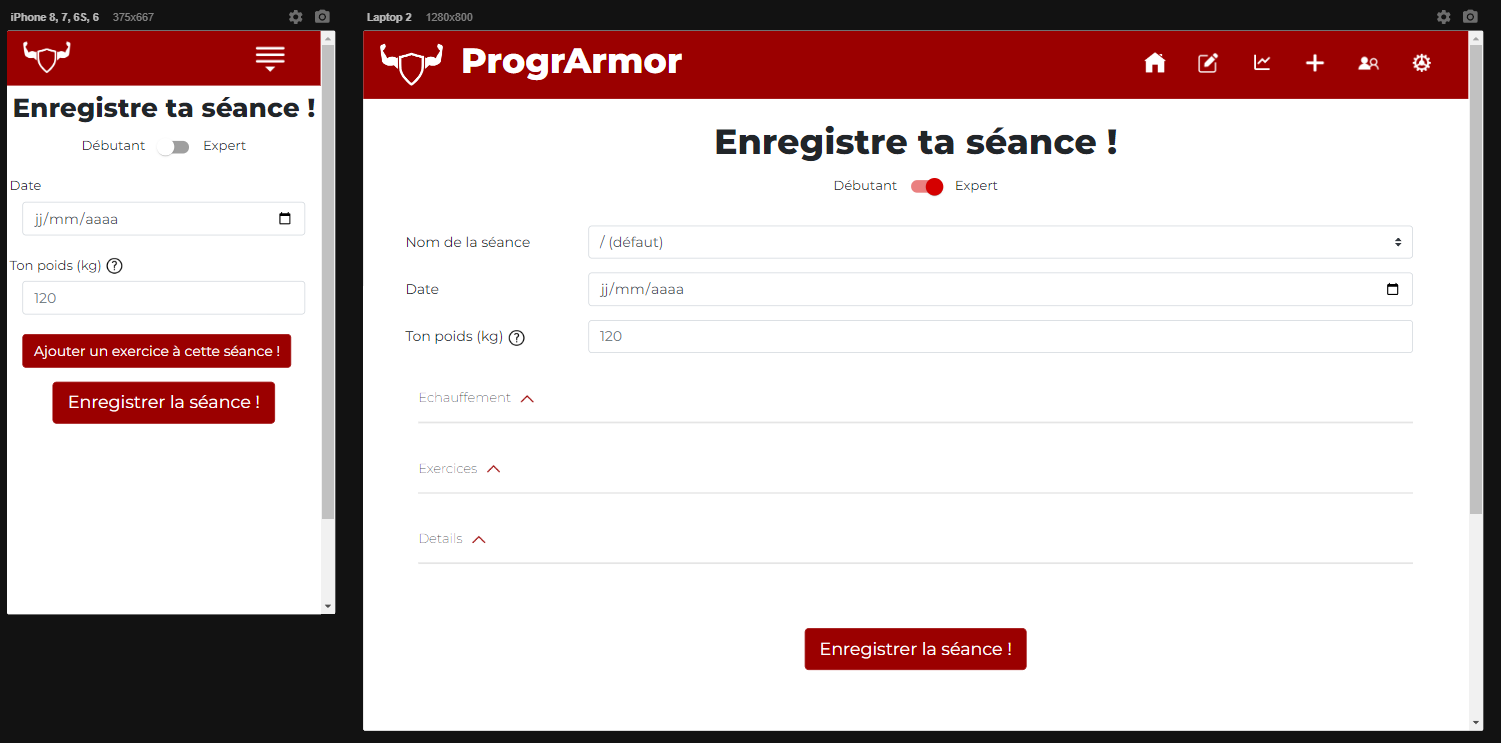 iPhone 8, 7, 6S, 6 375x667
Enregistre ta séance !
Débutant Expert
Date
jj/mm/aaaa
Ton poids (kg) ?
120
Ajouter un exercice à cette séance !
Enregistrer la séance !
Laptop 2 1280x800
ProgrArmor
Enregistre ta séance !
Débutant Expert
Nom de la séance / (défaut)
Date jj/mm/aaaa
Ton poids (kg) ? 120
Echauffement
Exercices
Details
Enregistrer la séance !